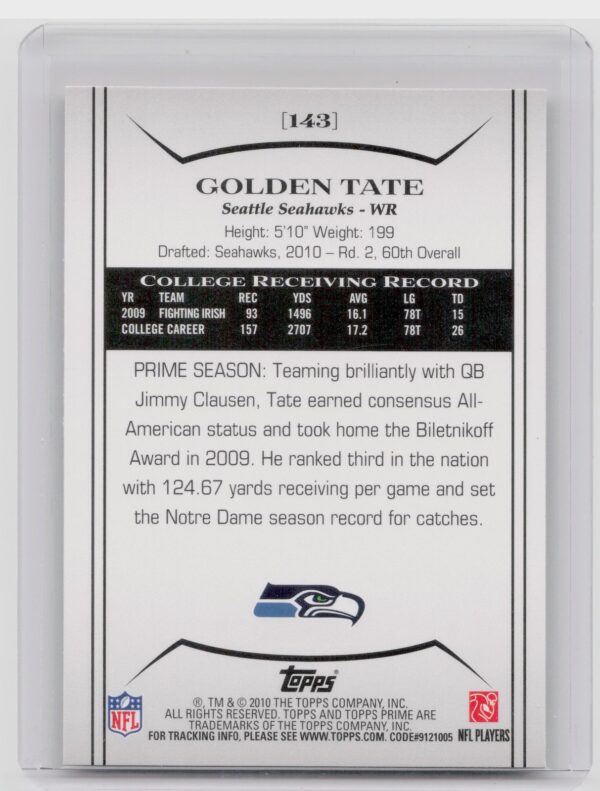 [143]
GOLDEN TATE
Seattle Seahawks - WR
Height: 5'10" Weight: 199
Drafted: Seahawks, 2010 – Rd. 2, 60th Overall
COLLEGE RECEIVING RECORD
YR TEAM REC YDS AVG LG TD
2009 FIGHTING IRISH 93 1496 16.1 78T 15
COLLEGE CAREER 157 2707 17.2 78T 26
PRIME SEASON: Teaming brilliantly with QB
Jimmy Clausen, Tate earned consensus All-
American status and took home the Biletnikoff
Award in 2009. He ranked third in the nation
with 124.67 yards receiving per game and set
the Notre Dame season record for catches.
TOPPS®
®, TM & © 2010 THE TOPPS COMPANY, INC.
ALL RIGHTS RESERVED. TOPPS AND TOPPS PRIME ARE
TRADEMARKS OF THE TOPPS COMPANY, INC.
FOR TRACKING INFO, PLEASE SEE WWW.TOPPS.COM. CODE#9121005
NFL
NFL PLAYERS